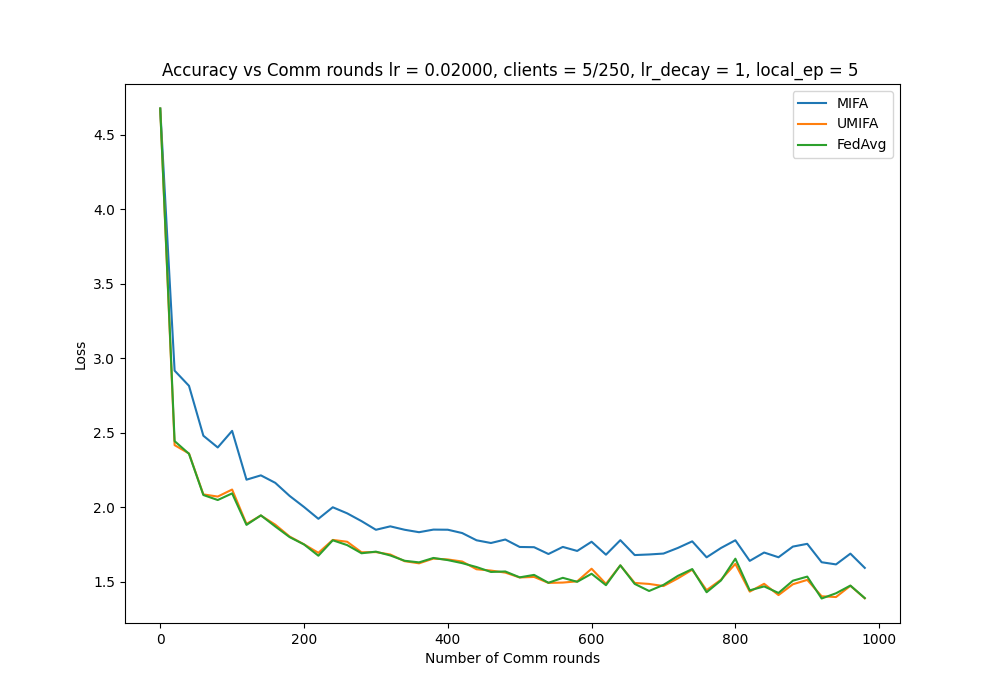 Accuracy vs Comm rounds lr = 0.02000, clients = 5/250, lr_decay = 1, local_ep = 5
MIFA
UMIFA
FedAvg
4.5
4.0
3.5
3.0
2.5
2.0
1.5
Loss
0 200 400 600 800 1000
Number of Comm rounds